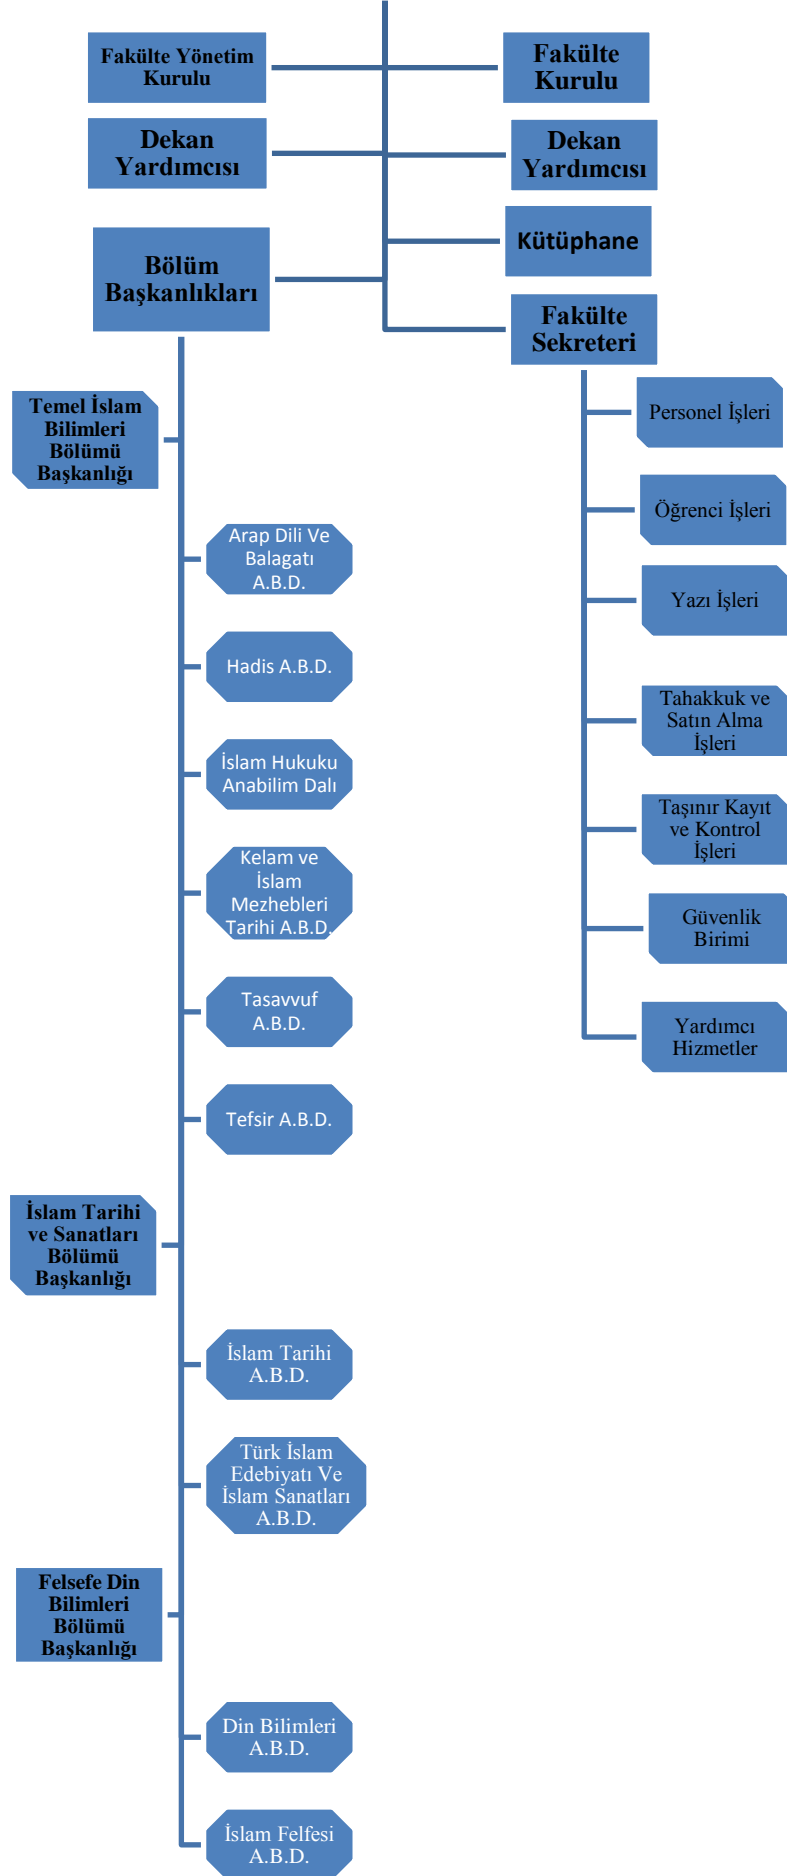 Fakülte Yönetim
Kurulu
Fakülte
Kurulu
Dekan
Yardımcısı
Dekan
Yardımcısı
Kütüphane
Bölüm
Başkanlıkları
Fakülte
Sekreteri
Temel İslam
Bilimleri
Bölümü
Başkanlığı
Arap Dili Ve
Balagatı
A.B.D.
Hadis A.B.D.
İslam Hukuku
Anabilim Dalı
Kelam ve
İslam
Mezhebleri
Tarihi A.B.D.
Tasavvuf
A.B.D.
Tefsir A.B.D.
İslam Tarihi
ve Sanatları
Bölümü
Başkanlığı
İslam Tarihi
A.B.D.
Türk İslam
Edebiyatı Ve
İslam Sanatları
A.B.D.
Felsefe Din
Bilimleri
Bölümü
Başkanlığı
Din Bilimleri
A.B.D.
İslam Felfesi
A.B.D.
Personel İşleri
Öğrenci İşleri
Yazı İşleri
Tahakkuk ve
Satın Alma
İşleri
Taşınır Kayıt
ve Kontrol
İşleri
Güvenlik
Birimi
Yardımcı
Hizmetler